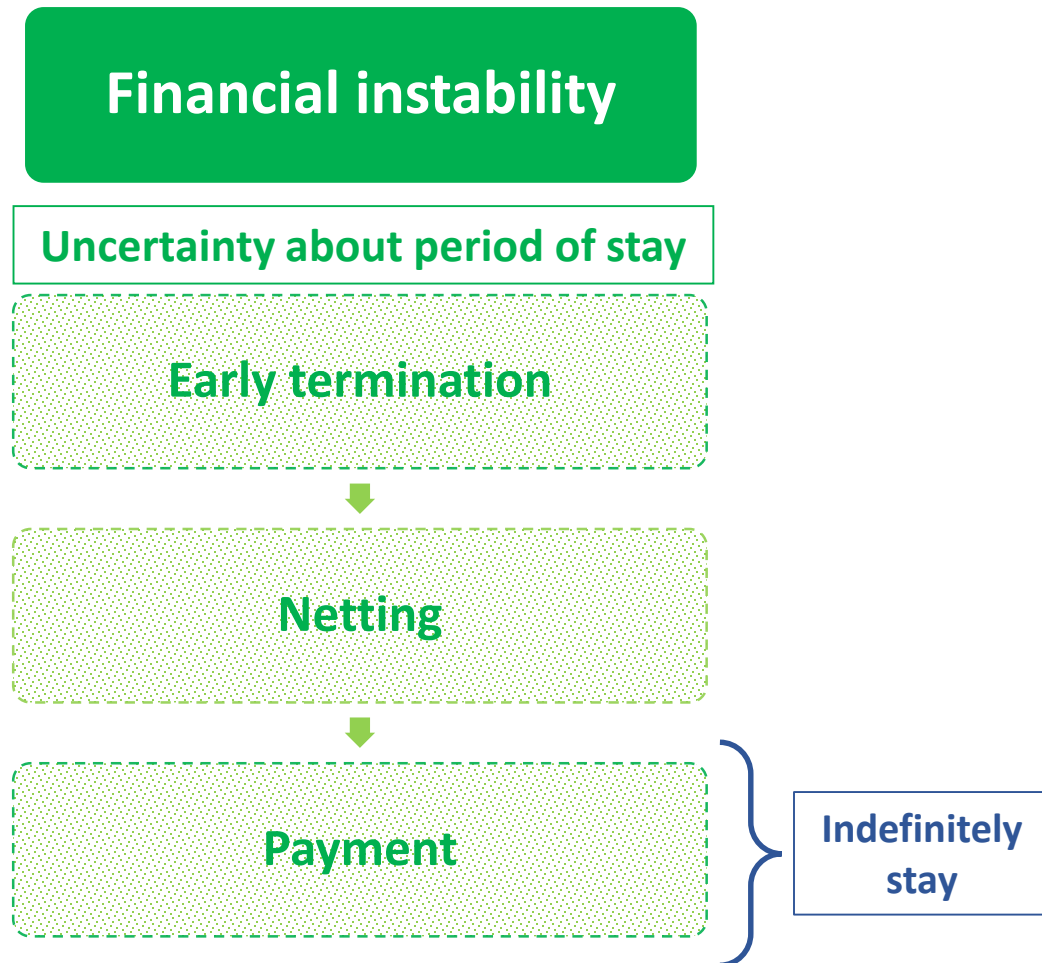 Financial instability
Uncertainty about period of stay
Early termination
Netting
Payment
Indefinitely
stay